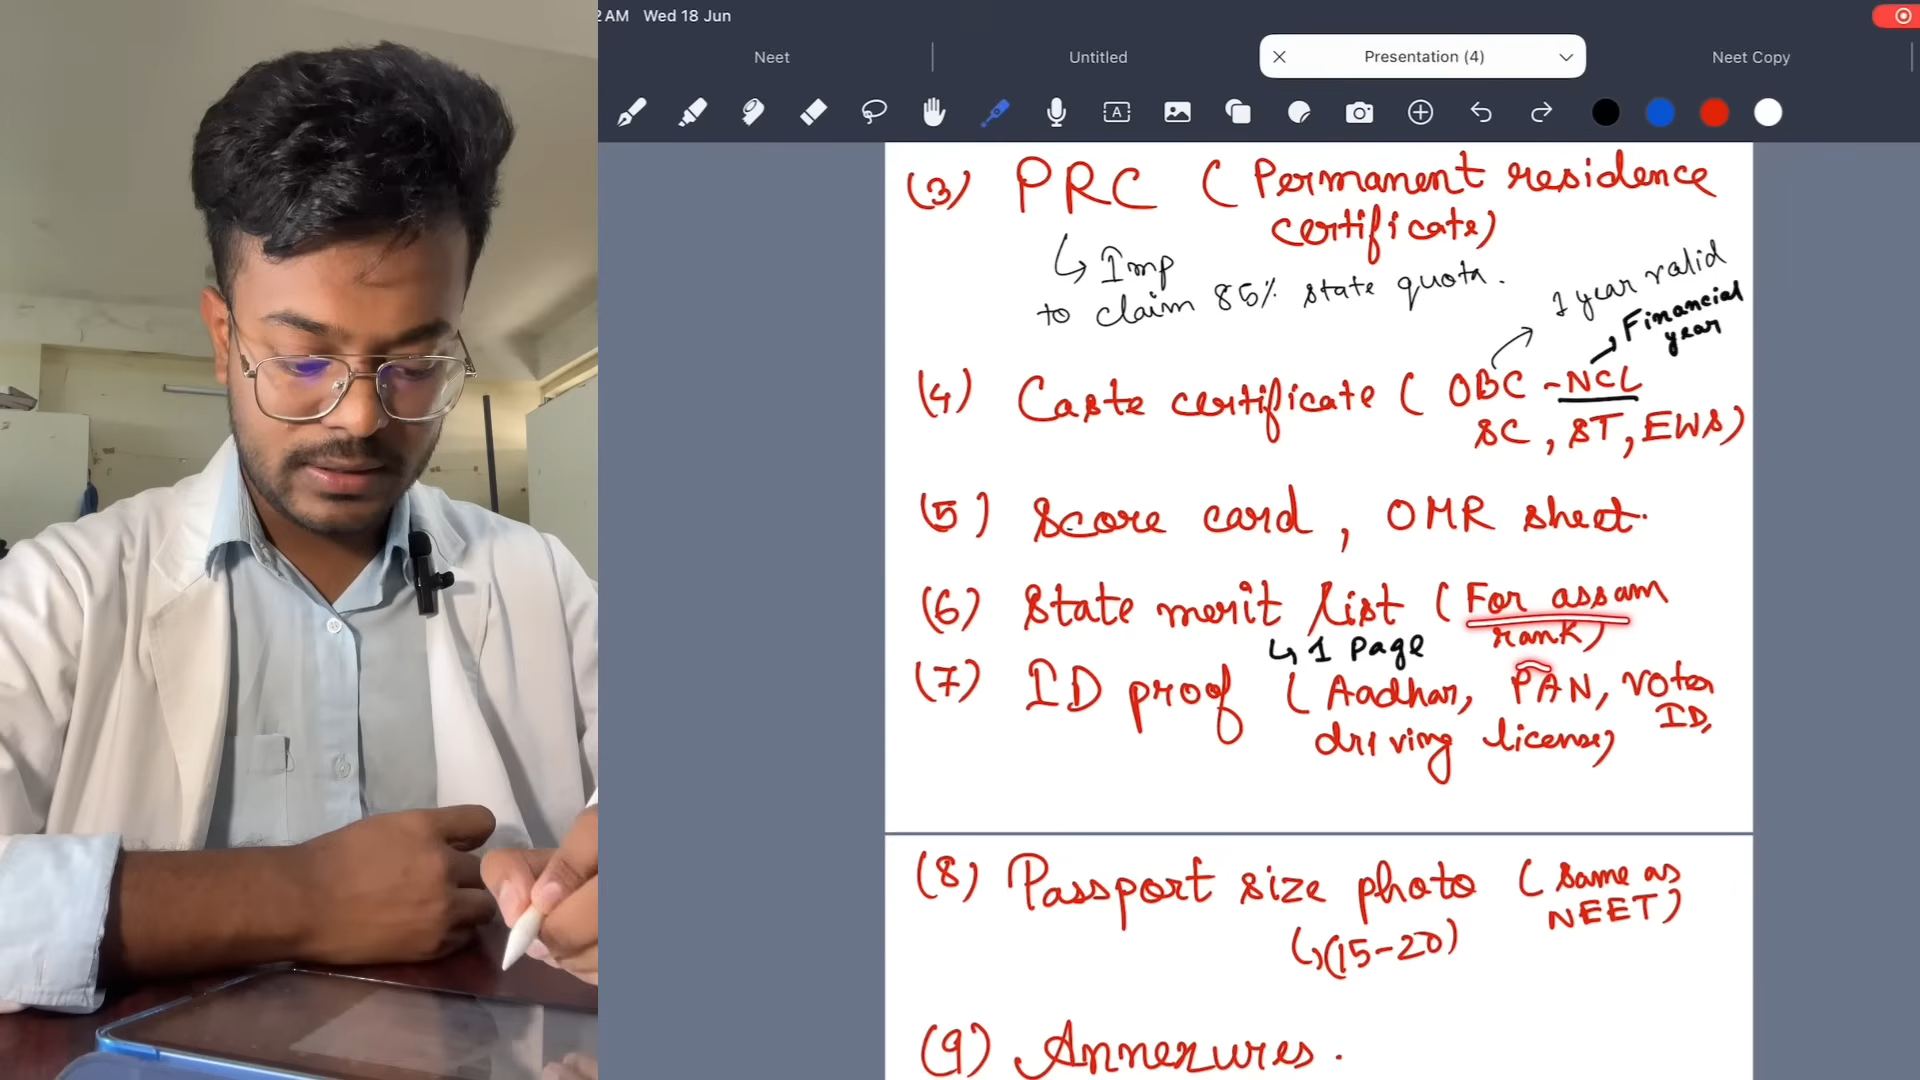 2 AM Wed 18 Jun
Neet
Untitled
Presentation (4)
Neet Copy
A
(3) PRC (Permanent residence
certificate)
↳ Imp
to claim 85% state quota.
1 year valid
Financial
year
(4) Caste certificate (OBC - NCL
SC, ST, EWS)
(5) Score card, OMR sheet.
(6) State merit list (For assam
rank)
↳ 1 Page
(7) ID proof (Aadhar, PAN, voter
ID,
driving license)
(8) Passport size photo (same as
NEET)
↳(15-20)
(9) Annexures.